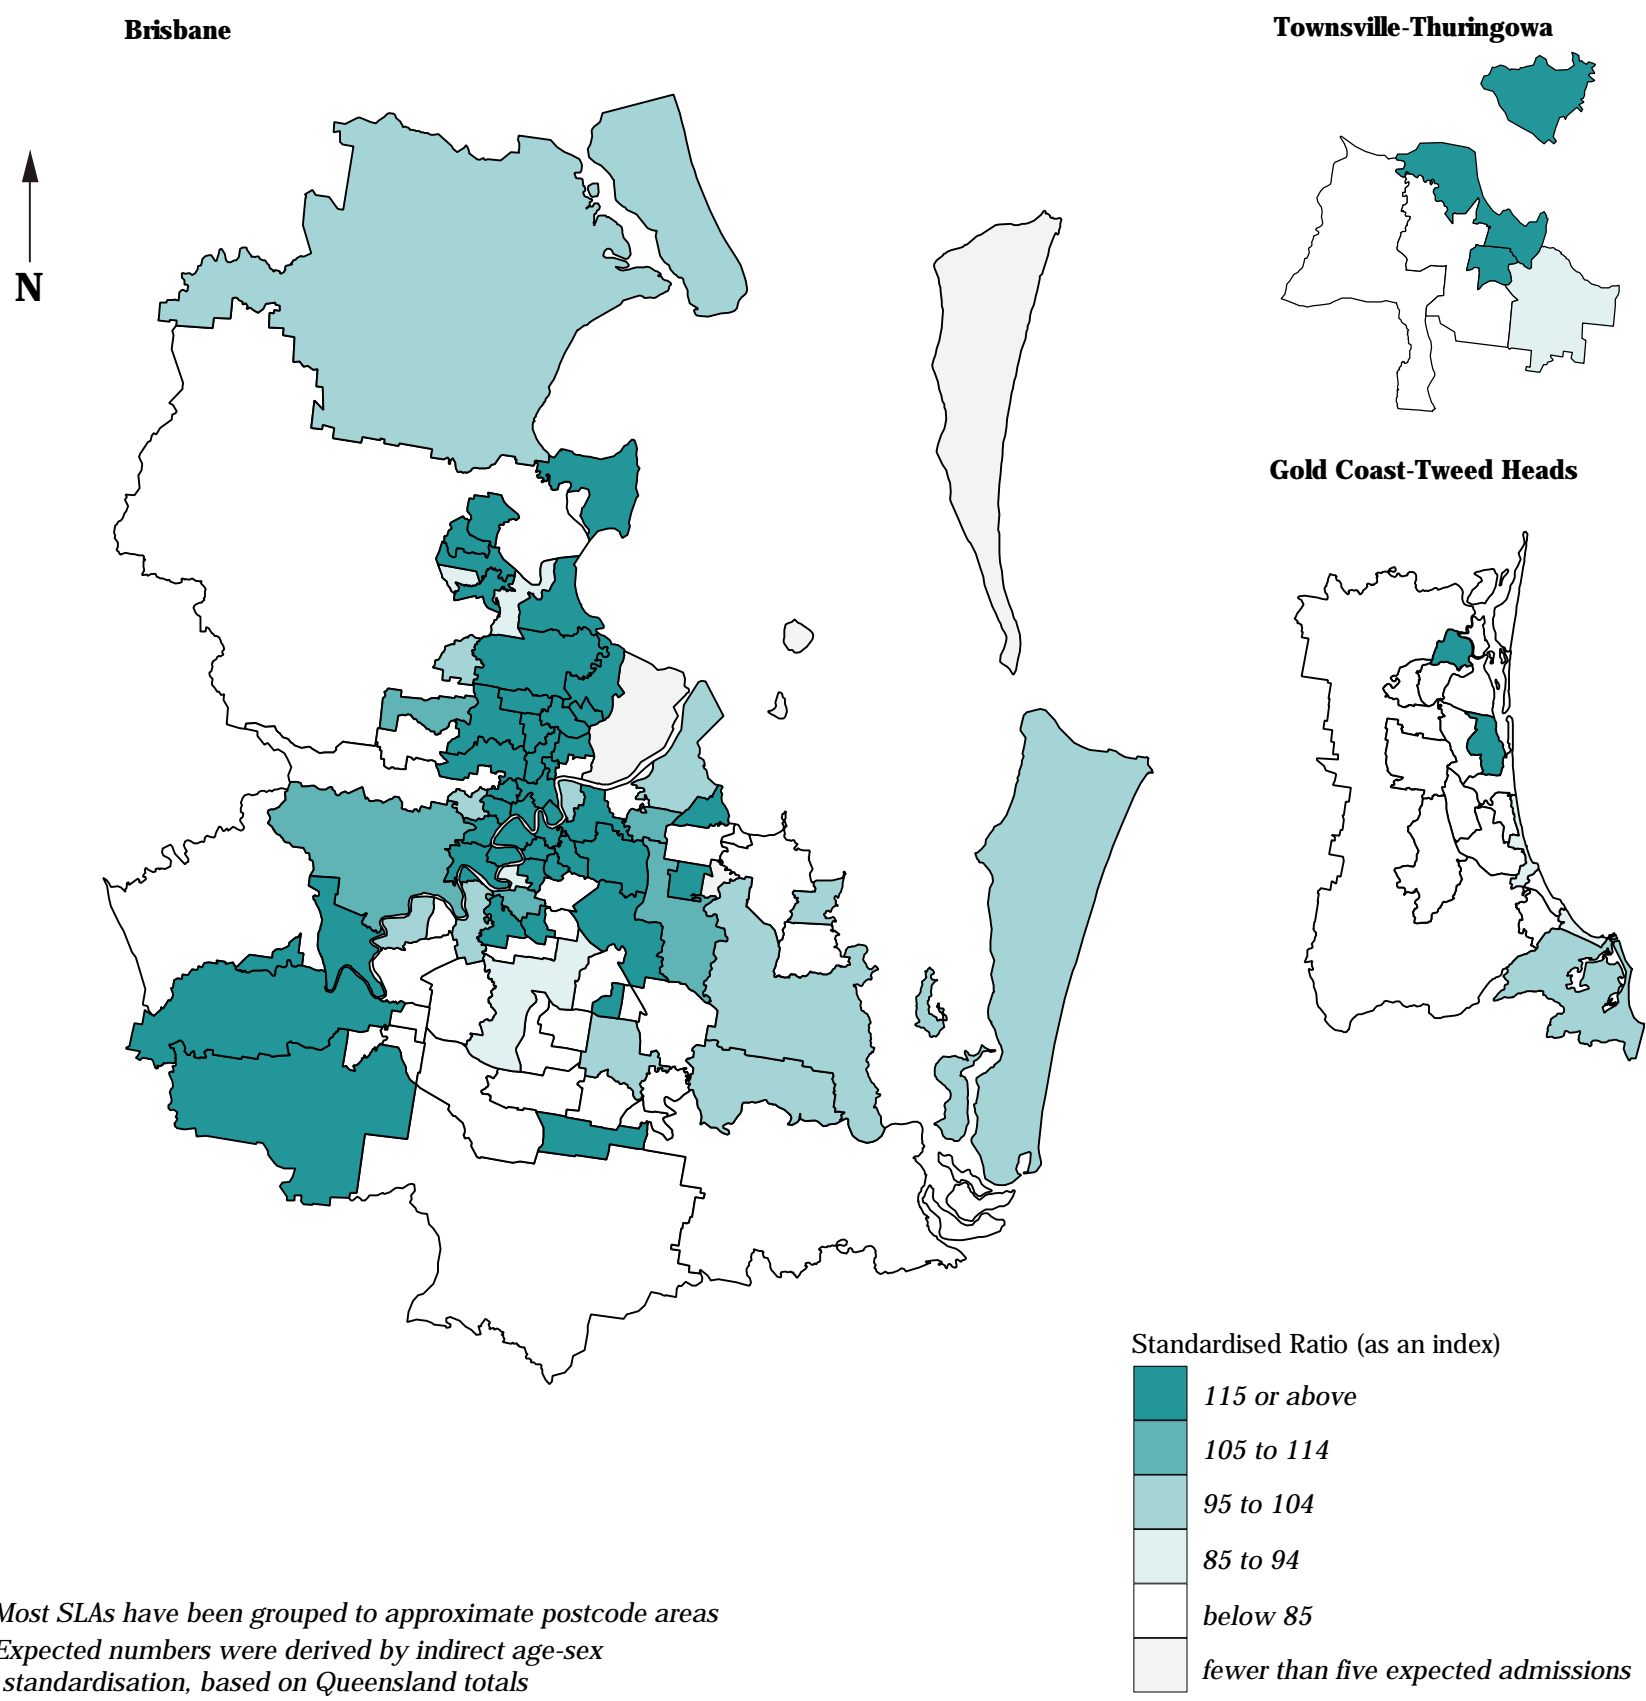 Brisbane
Townsville-Thuringowa
N
Gold Coast-Tweed Heads
Standardised Ratio (as an index)
115 or above
105 to 114
95 to 104
85 to 94
below 85
fewer than five expected admissions
Most SLAs have been grouped to approximate postcode areas
Expected numbers were derived by indirect age-sex
standardisation, based on Queensland totals